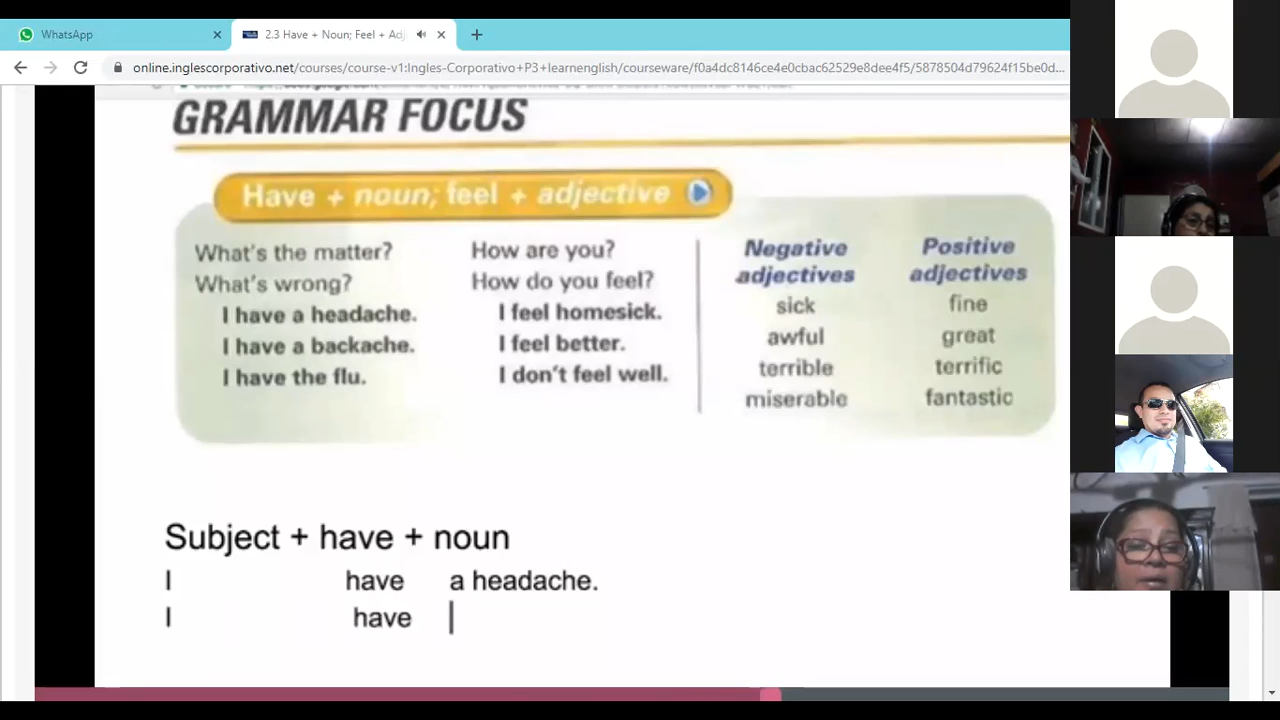 WhatsApp
2.3 Have + Noun; Feel + Adj
online.inglescorporativo.net/courses/course-v1:Ingles-Corporativo+P3+learnenglish/courseware/f0a4dc8146ce4e0cbac62529e8dee4f5/5878504d79624f15be0d...
GRAMMAR FOCUS
Have + noun; feel + adjective
What's the matter?
What's wrong?
I have a headache.
I have a backache.
I have the flu.
How are you?
How do you feel?
I feel homesick.
I feel better.
I don't feel well.
Negative
adjectives
sick
awful
terrible
miserable
Positive
adjectives
fine
great
terrific
fantastic
Subject + have + noun
I have a headache.
I have